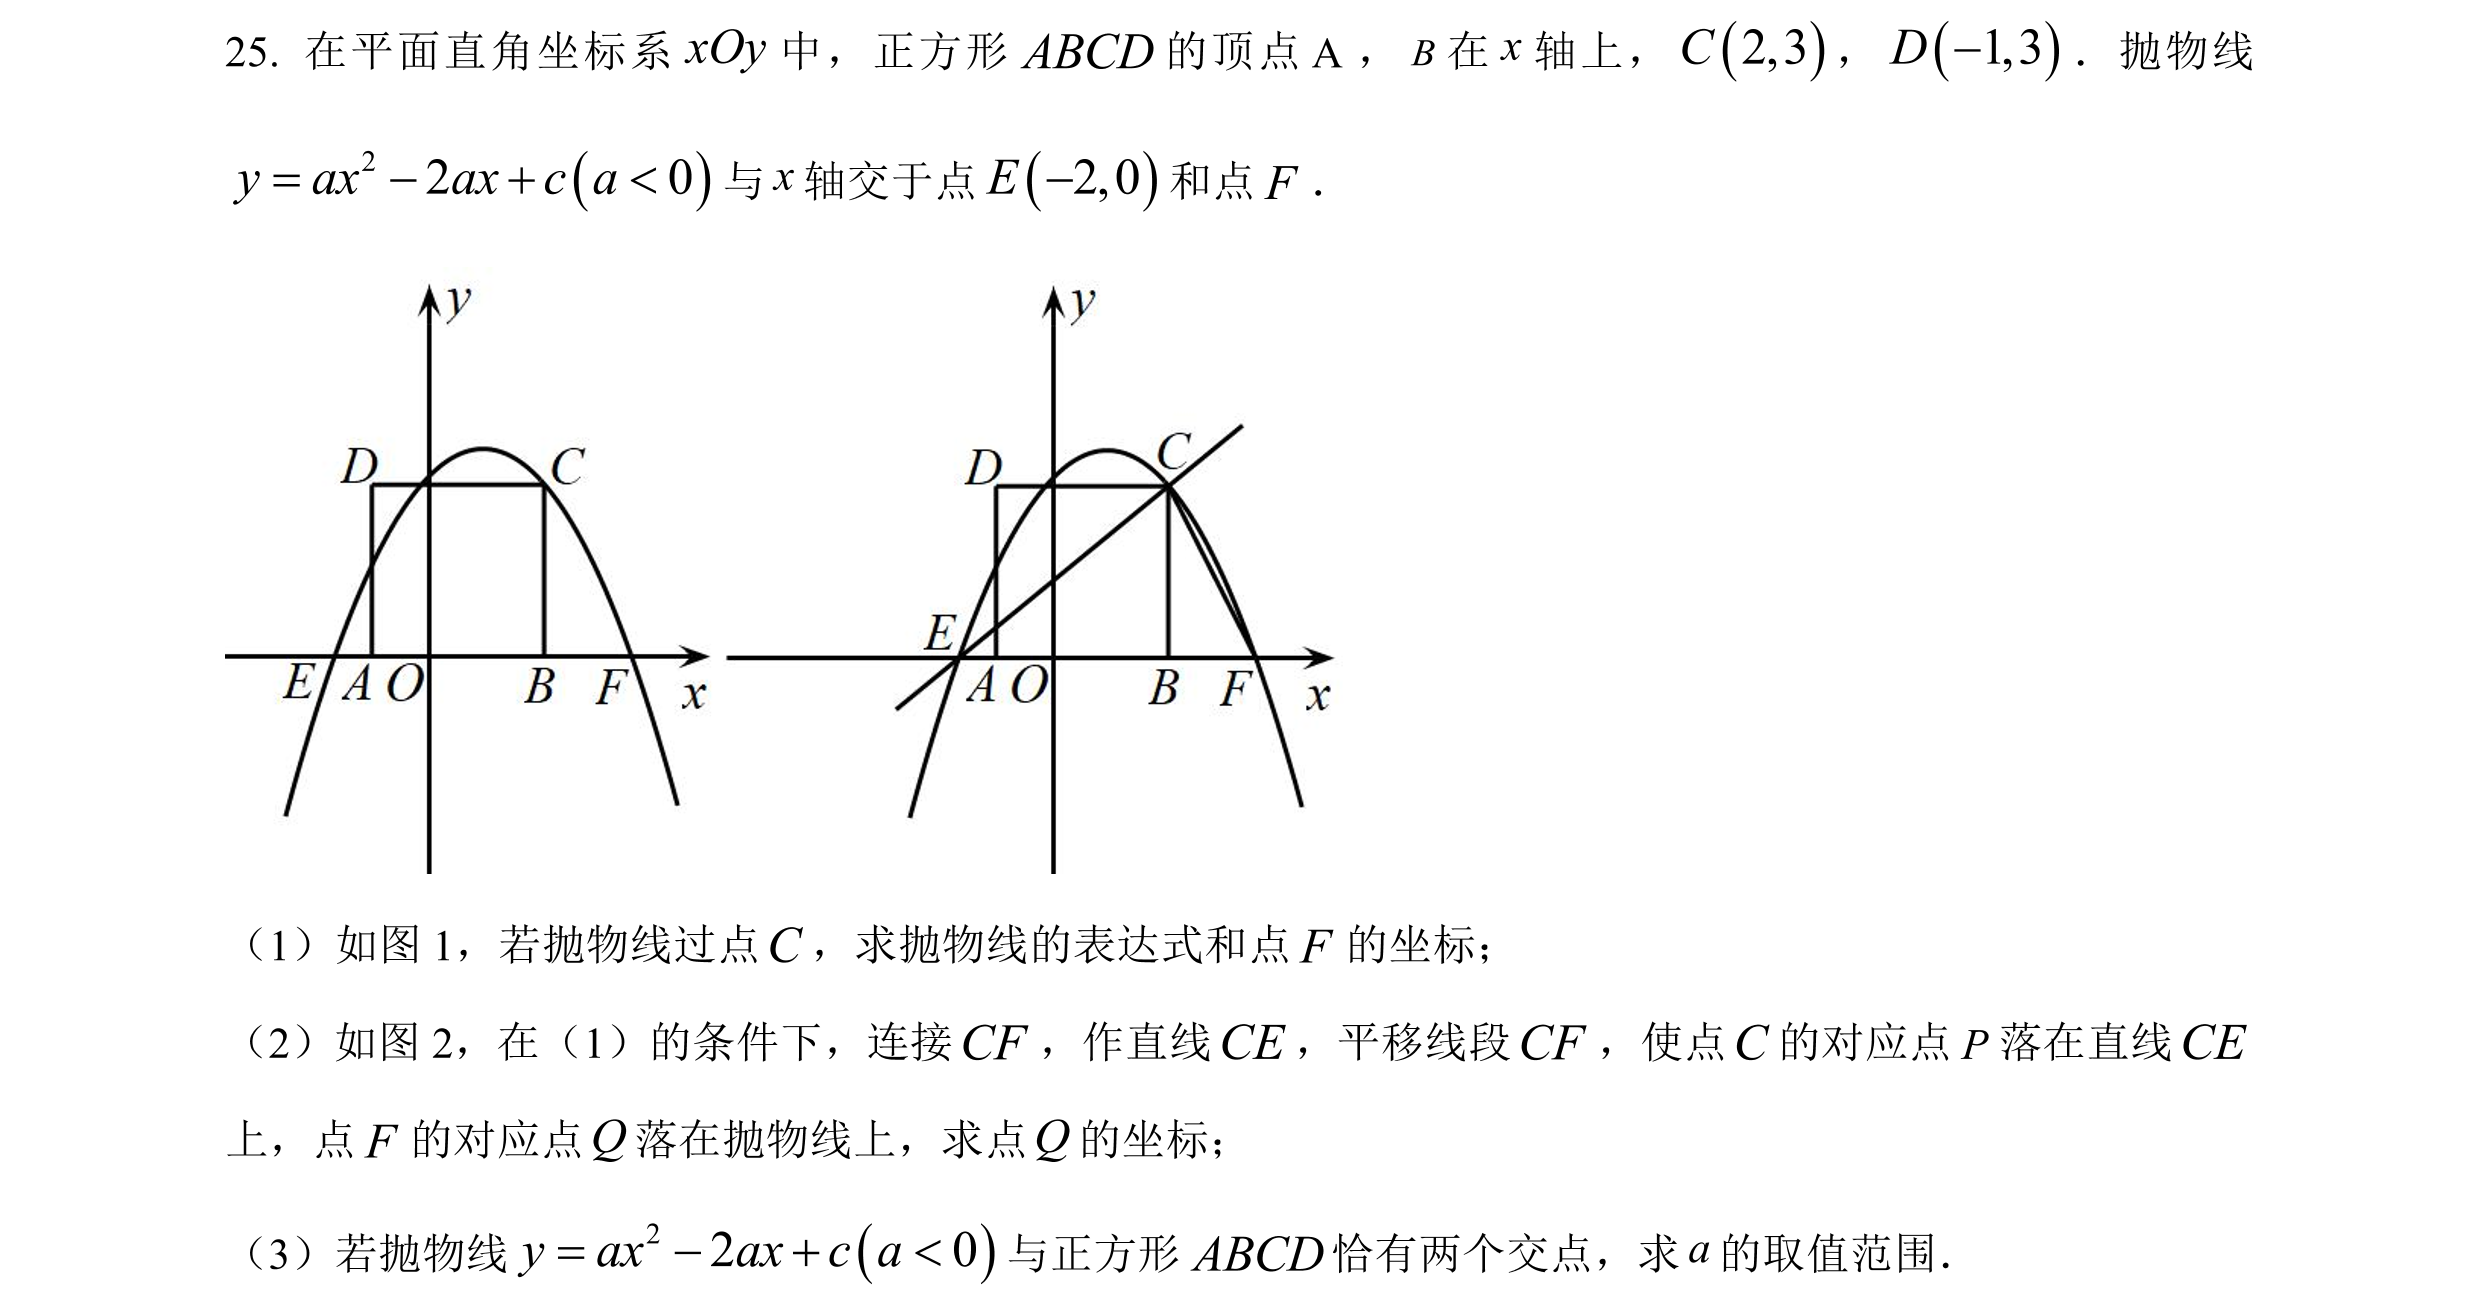 25. 在平面直角坐标系 xOy 中，正方形 ABCD 的顶点 A ， B 在 x 轴上， C(2,3)， D(−1,3)．抛物线
y = ax² − 2ax + c(a < 0) 与 x 轴交于点 E(−2,0) 和点 F ．
y
y
D
C
D
C
E
E A O B F x
A O B F x
（1）如图 1，若抛物线过点 C ，求抛物线的表达式和点 F 的坐标；
（2）如图 2，在（1）的条件下，连接 CF ，作直线 CE ，平移线段 CF ，使点 C 的对应点 P 落在直线 CE
上，点 F 的对应点 Q 落在抛物线上，求点 Q 的坐标；
（3）若抛物线 y = ax² − 2ax + c(a < 0) 与正方形 ABCD 恰有两个交点，求 a 的取值范围．